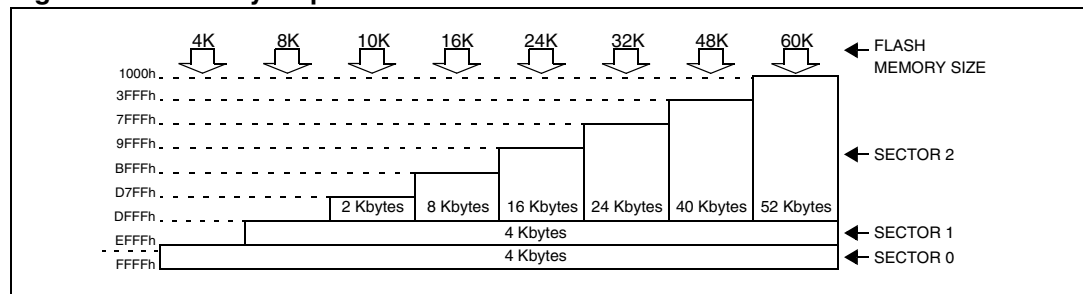 4K 8K 10K 16K 24K 32K 48K 60K
FLASH
MEMORY SIZE
1000h
3FFFh
7FFFh
9FFFh
BFFFh
D7FFh
DFFFh
EFFFh
FFFFh
2 Kbytes 8 Kbytes 16 Kbytes 24 Kbytes 40 Kbytes 52 Kbytes
4 Kbytes
4 Kbytes
SECTOR 2
SECTOR 1
SECTOR 0